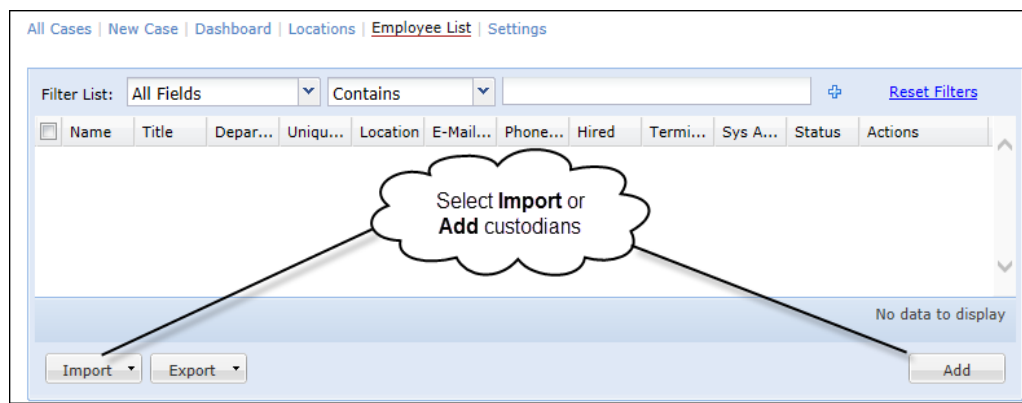 All Cases | New Case | Dashboard | Locations | Employee List | Settings
Filter List: All Fields Contains Reset Filters
Name Title Depar... Uniqu... Location E-Mail... Phone... Hired Termi... Sys A... Status Actions
Select Import or
Add custodians
No data to display
Import Export Add